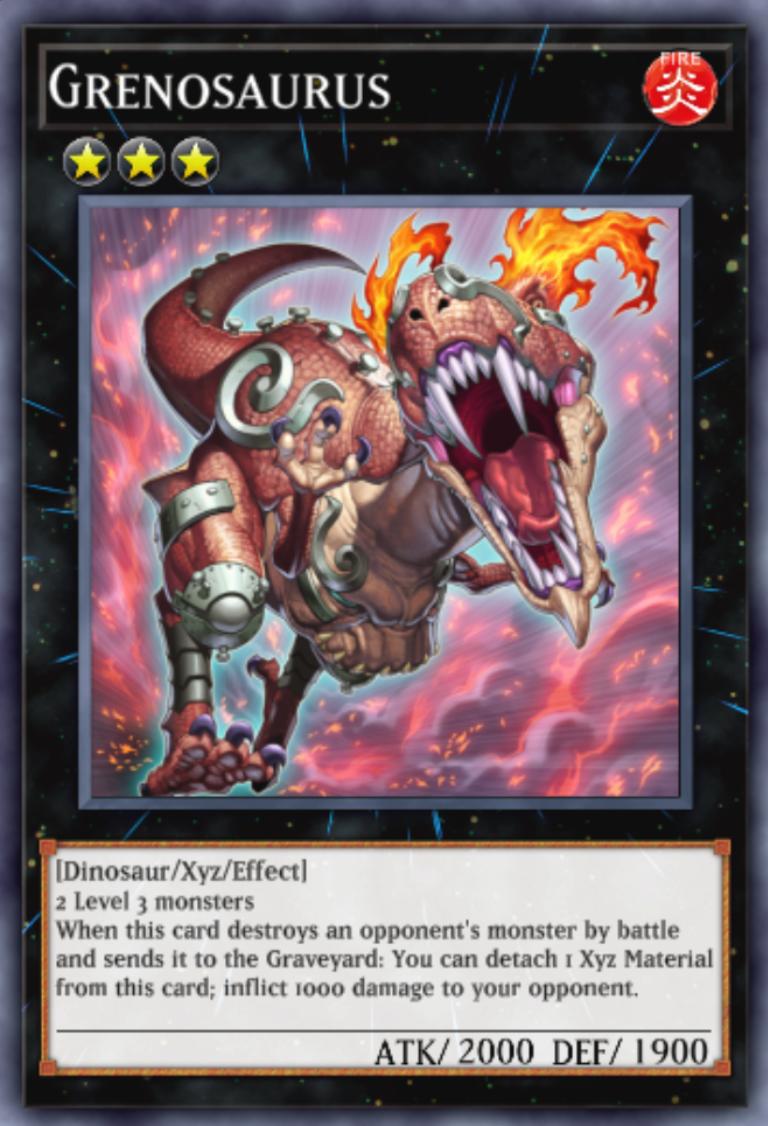 GRENOSAURUS
FIRE
炎
[Dinosaur/Xyz/Effect]
2 Level 3 monsters
When this card destroys an opponent's monster by battle
and sends it to the Graveyard: You can detach 1 Xyz Material
from this card; inflict 1000 damage to your opponent.
ATK/ 2000 DEF/ 1900